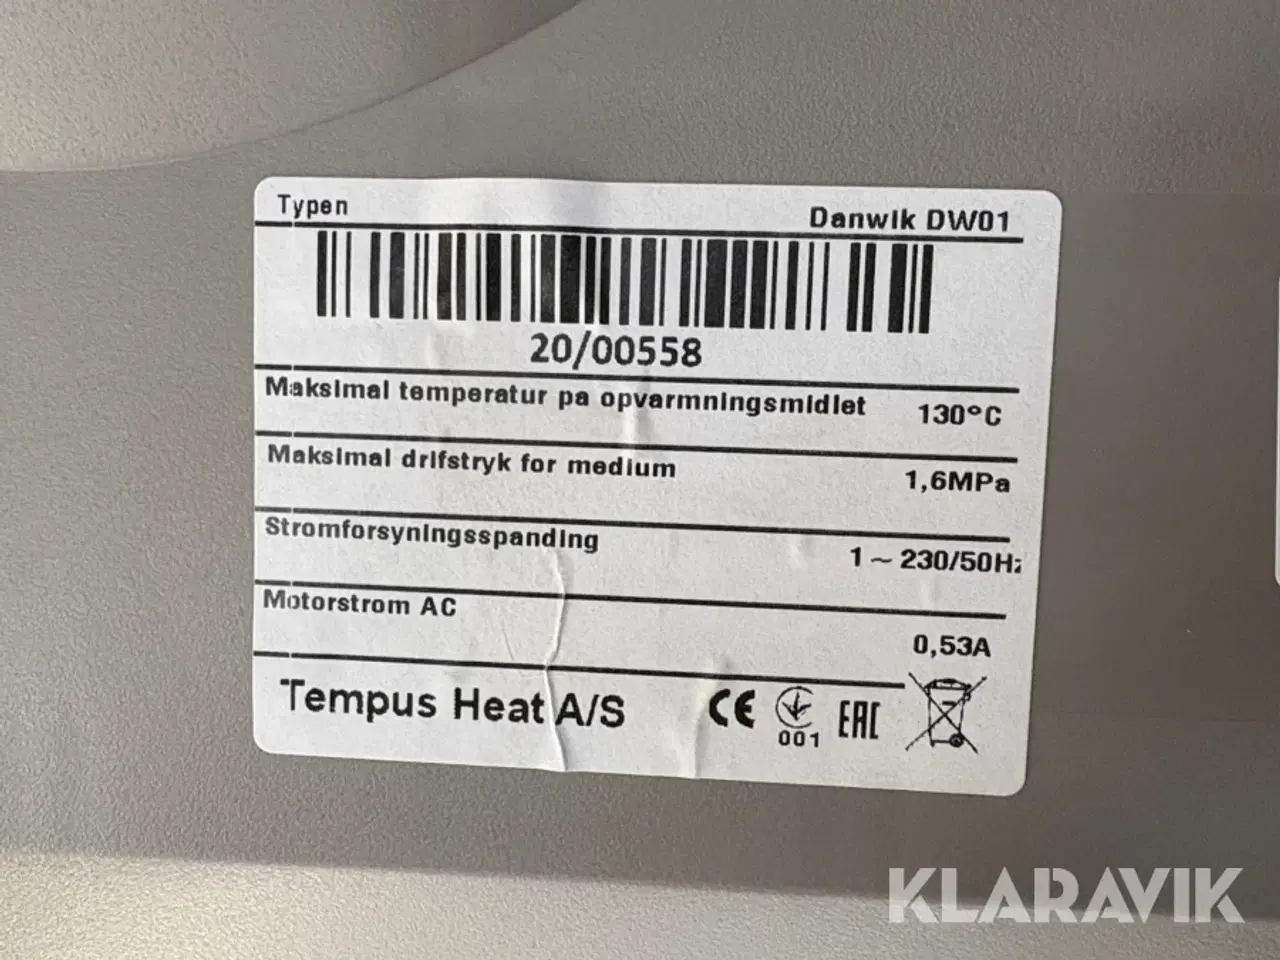 Typen Danwik DW01
20/00558
Maksimal temperatur pa opvarmningsmidlet 130°C
Maksimal drifstryk for medium 1,6MPa
Stromforsyningsspanding 1 ~ 230/50Hz
Motorstrom AC 0,53A
Tempus Heat A/S CE 001 EAC
KLARAVIK